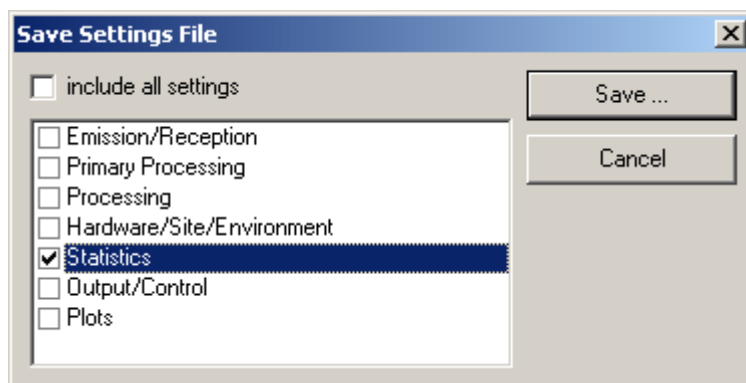 Save Settings File
include all settings
Save ...
Emission/Reception
Primary Processing
Cancel
Processing
Hardware/Site/Environment
Statistics
Output/Control
Plots